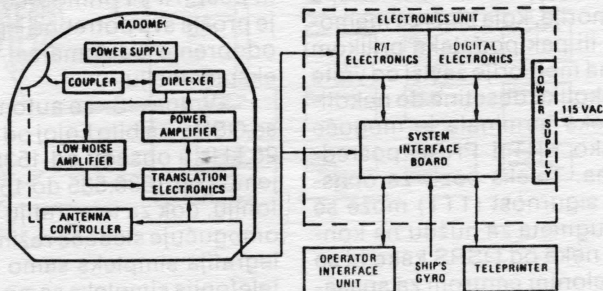 RADOME
POWER SUPPLY
COUPLER
DIPLEXER
POWER
AMPLIFIER
LOW NOISE
AMPLIFIER
TRANSLATION
ELECTRONICS
ANTENNA
CONTROLLER
ELECTRONICS UNIT
R/T
ELECTRONICS
DIGITAL
ELECTRONICS
POWER
SUPPLY
115 VAC
SYSTEM
INTERFACE
BOARD
OPERATOR
INTERFACE
UNIT
SHIP'S
GYRO
TELEPRINTER